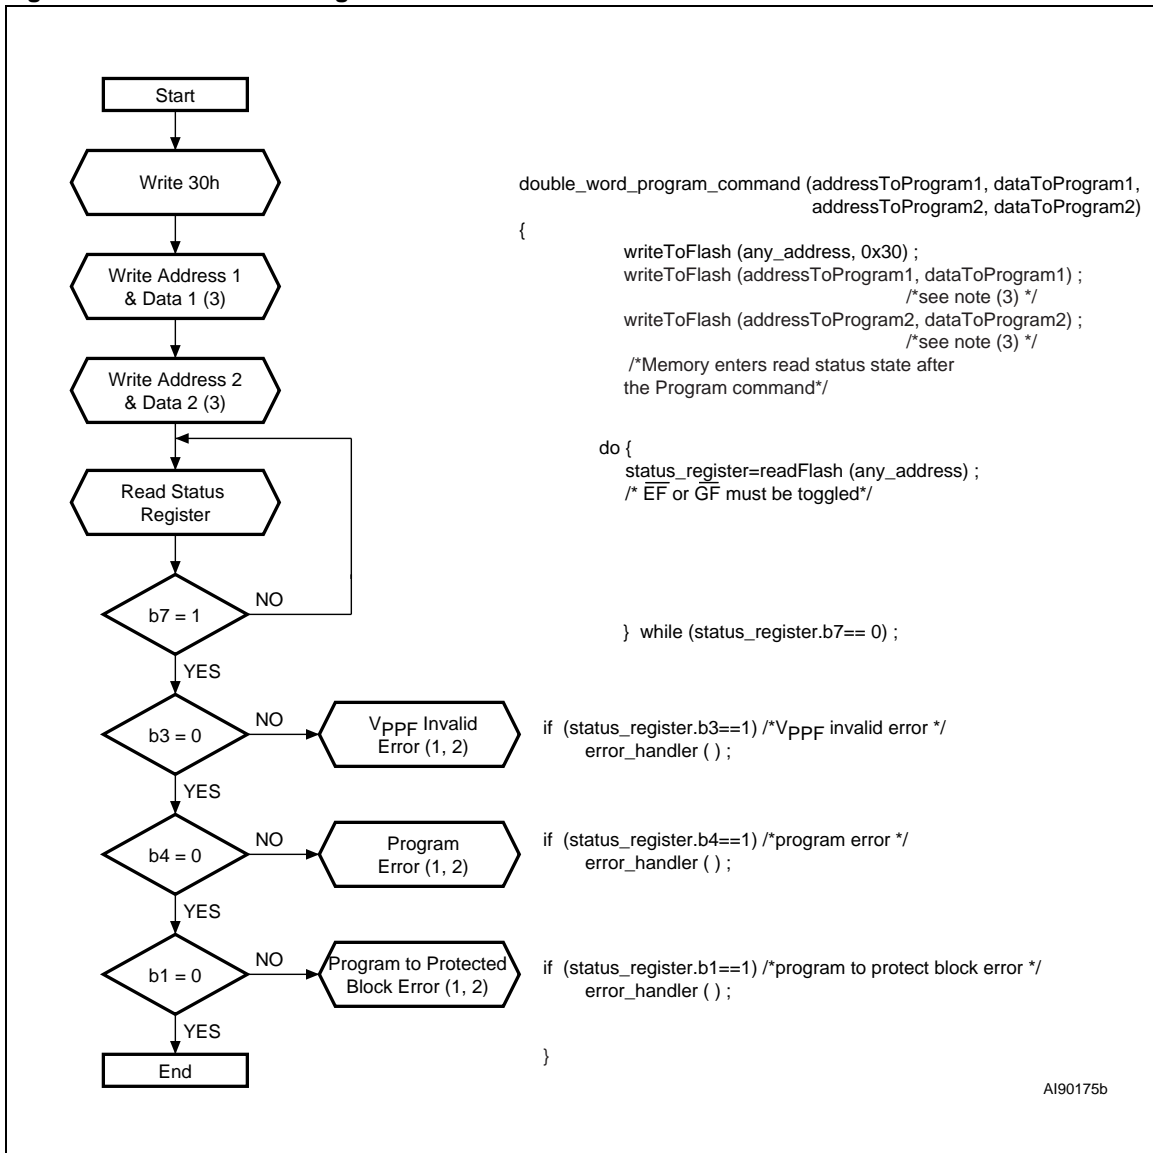 Start
Write 30h
Write Address 1
& Data 1 (3)
Write Address 2
& Data 2 (3)
Read Status
Register
b7 = 1
NO
YES
b3 = 0
NO
VPPF Invalid
Error (1, 2)
YES
b4 = 0
NO
Program
Error (1, 2)
YES
b1 = 0
NO
Program to Protected
Block Error (1, 2)
YES
End
double_word_program_command (addressToProgram1, dataToProgram1,
addressToProgram2, dataToProgram2)
{
writeToFlash (any_address, 0x30) ;
writeToFlash (addressToProgram1, dataToProgram1) ;
/*see note (3) */
writeToFlash (addressToProgram2, dataToProgram2) ;
/*see note (3) */
/*Memory enters read status state after
the Program command*/
do {
status_register=readFlash (any_address) ;
/* E̅F̅ or G̅F̅ must be toggled*/
} while (status_register.b7== 0) ;
if (status_register.b3==1) /*VPPF invalid error */
error_handler ( ) ;
if (status_register.b4==1) /*program error */
error_handler ( ) ;
if (status_register.b1==1) /*program to protect block error */
error_handler ( ) ;
}
AI90175b